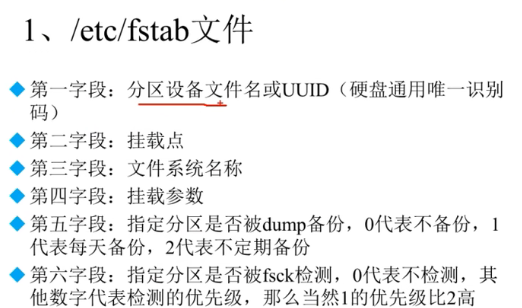 1、/etc/fstab文件
第一字段：分区设备文件名或UUID（硬盘通用唯一识别
码）
第二字段：挂载点
第三字段：文件系统名称
第四字段：挂载参数
第五字段：指定分区是否被dump备份，0代表不备份，1
代表每天备份，2代表不定期备份
第六字段：指定分区是否被fsck检测，0代表不检测，其
他数字代表检测的优先级，那么当然1的优先级比2高